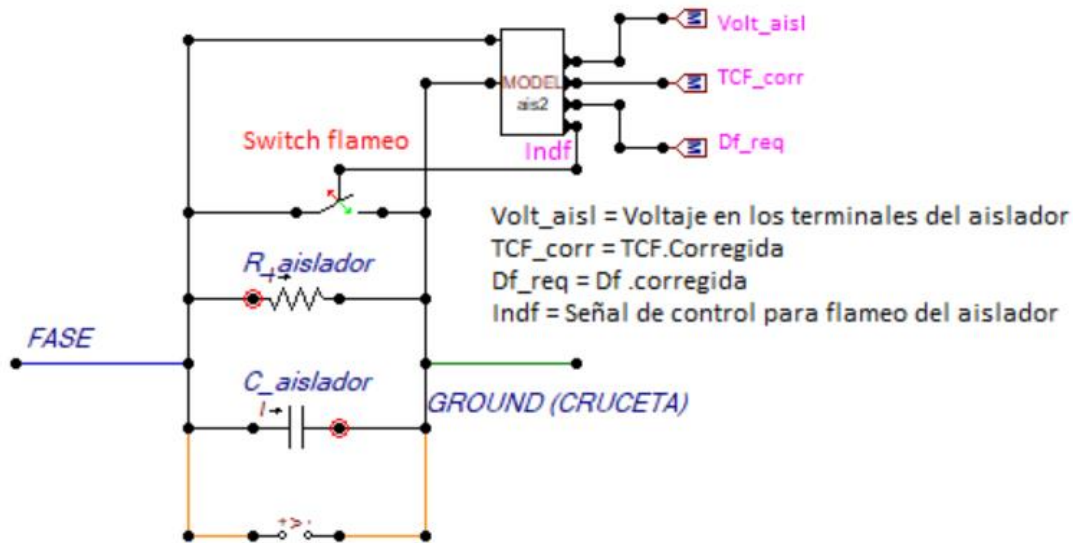 Volt_aisl
MODEL
ais2
TCF_corr
Switch flameo
Indf
Df_req
Volt_aisl = Voltaje en los terminales del aislador
TCF_corr = TCF.Corregida
Df_req = Df .corregida
Indf = Señal de control para flameo del aislador
R_aislador
I
FASE
C_aislador
I
GROUND (CRUCETA)
M
M
M